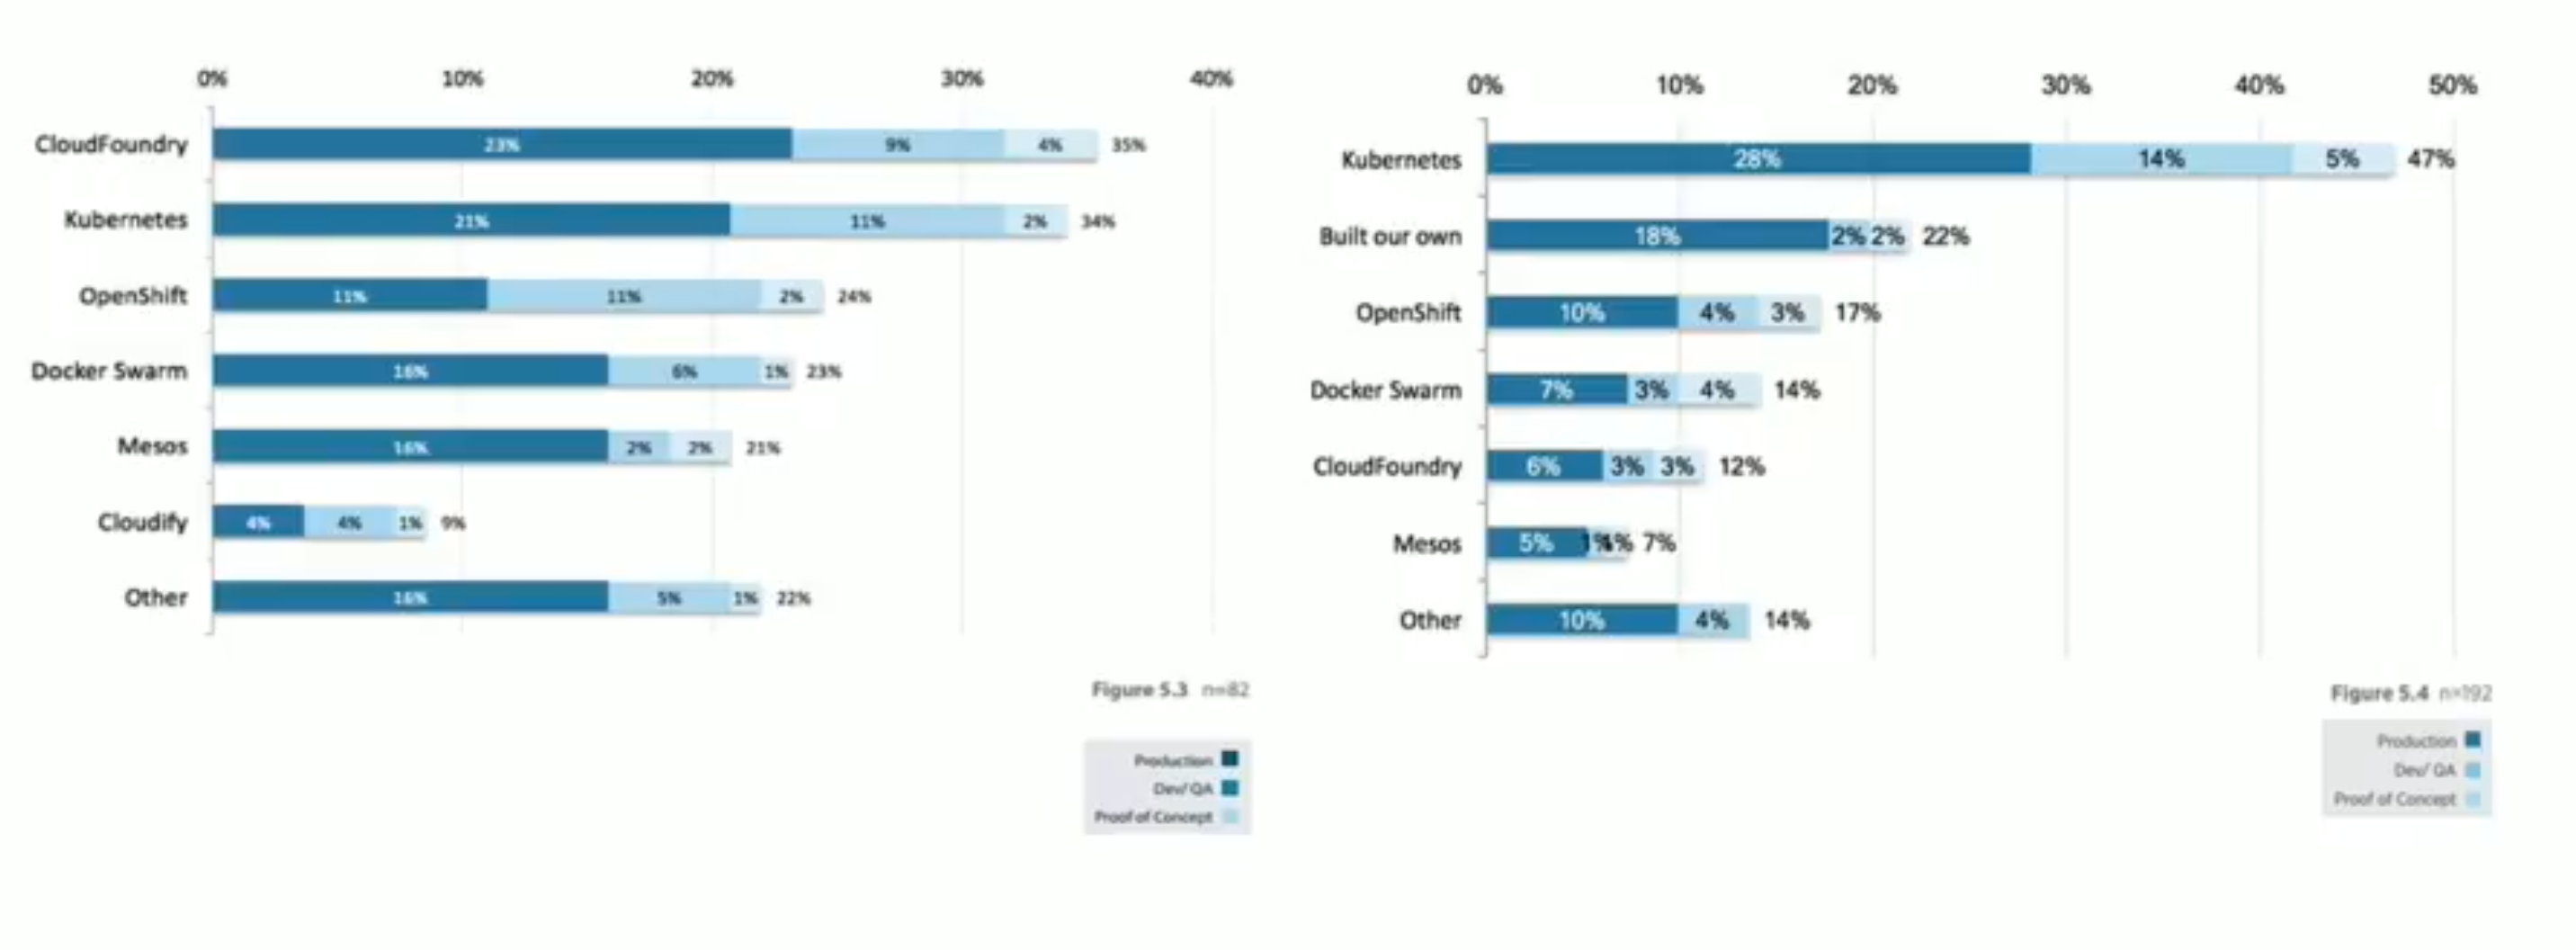 0% 10% 20% 30% 40%
CloudFoundry 23% 9% 4% 35%
Kubernetes 21% 11% 2% 34%
OpenShift 11% 11% 2% 24%
Docker Swarm 16% 6% 1% 23%
Mesos 16% 2% 2% 21%
Cloudify 4% 4% 1% 9%
Other 16% 5% 1% 22%
Figure 5.3 n=82
Production
Dev/ QA
Proof of Concept
0% 10% 20% 30% 40% 50%
Kubernetes 28% 14% 5% 47%
Built our own 18% 2% 2% 22%
OpenShift 10% 4% 3% 17%
Docker Swarm 7% 3% 4% 14%
CloudFoundry 6% 3% 3% 12%
Mesos 5% 1% 1% 7%
Other 10% 4% 14%
Figure 5.4 n=192
Production
Dev/ QA
Proof of Concept